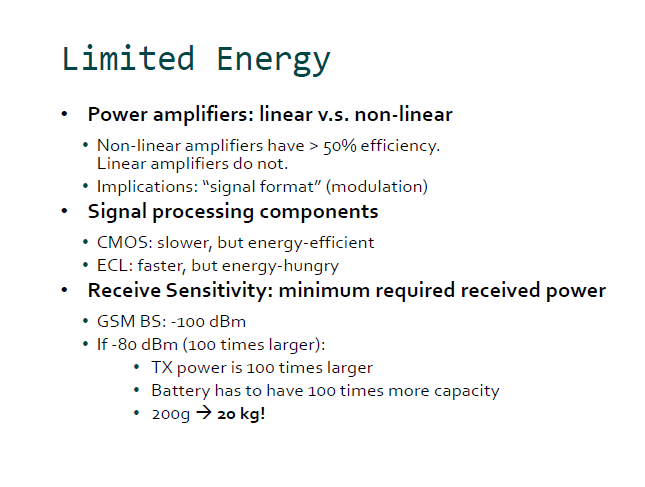 Limited Energy
• Power amplifiers: linear v.s. non-linear
• Non-linear amplifiers have > 50% efficiency.
Linear amplifiers do not.
• Implications: “signal format” (modulation)
• Signal processing components
• CMOS: slower, but energy-efficient
• ECL: faster, but energy-hungry
• Receive Sensitivity: minimum required received power
• GSM BS: -100 dBm
• If -80 dBm (100 times larger):
• TX power is 100 times larger
• Battery has to have 100 times more capacity
• 200g → 20 kg!